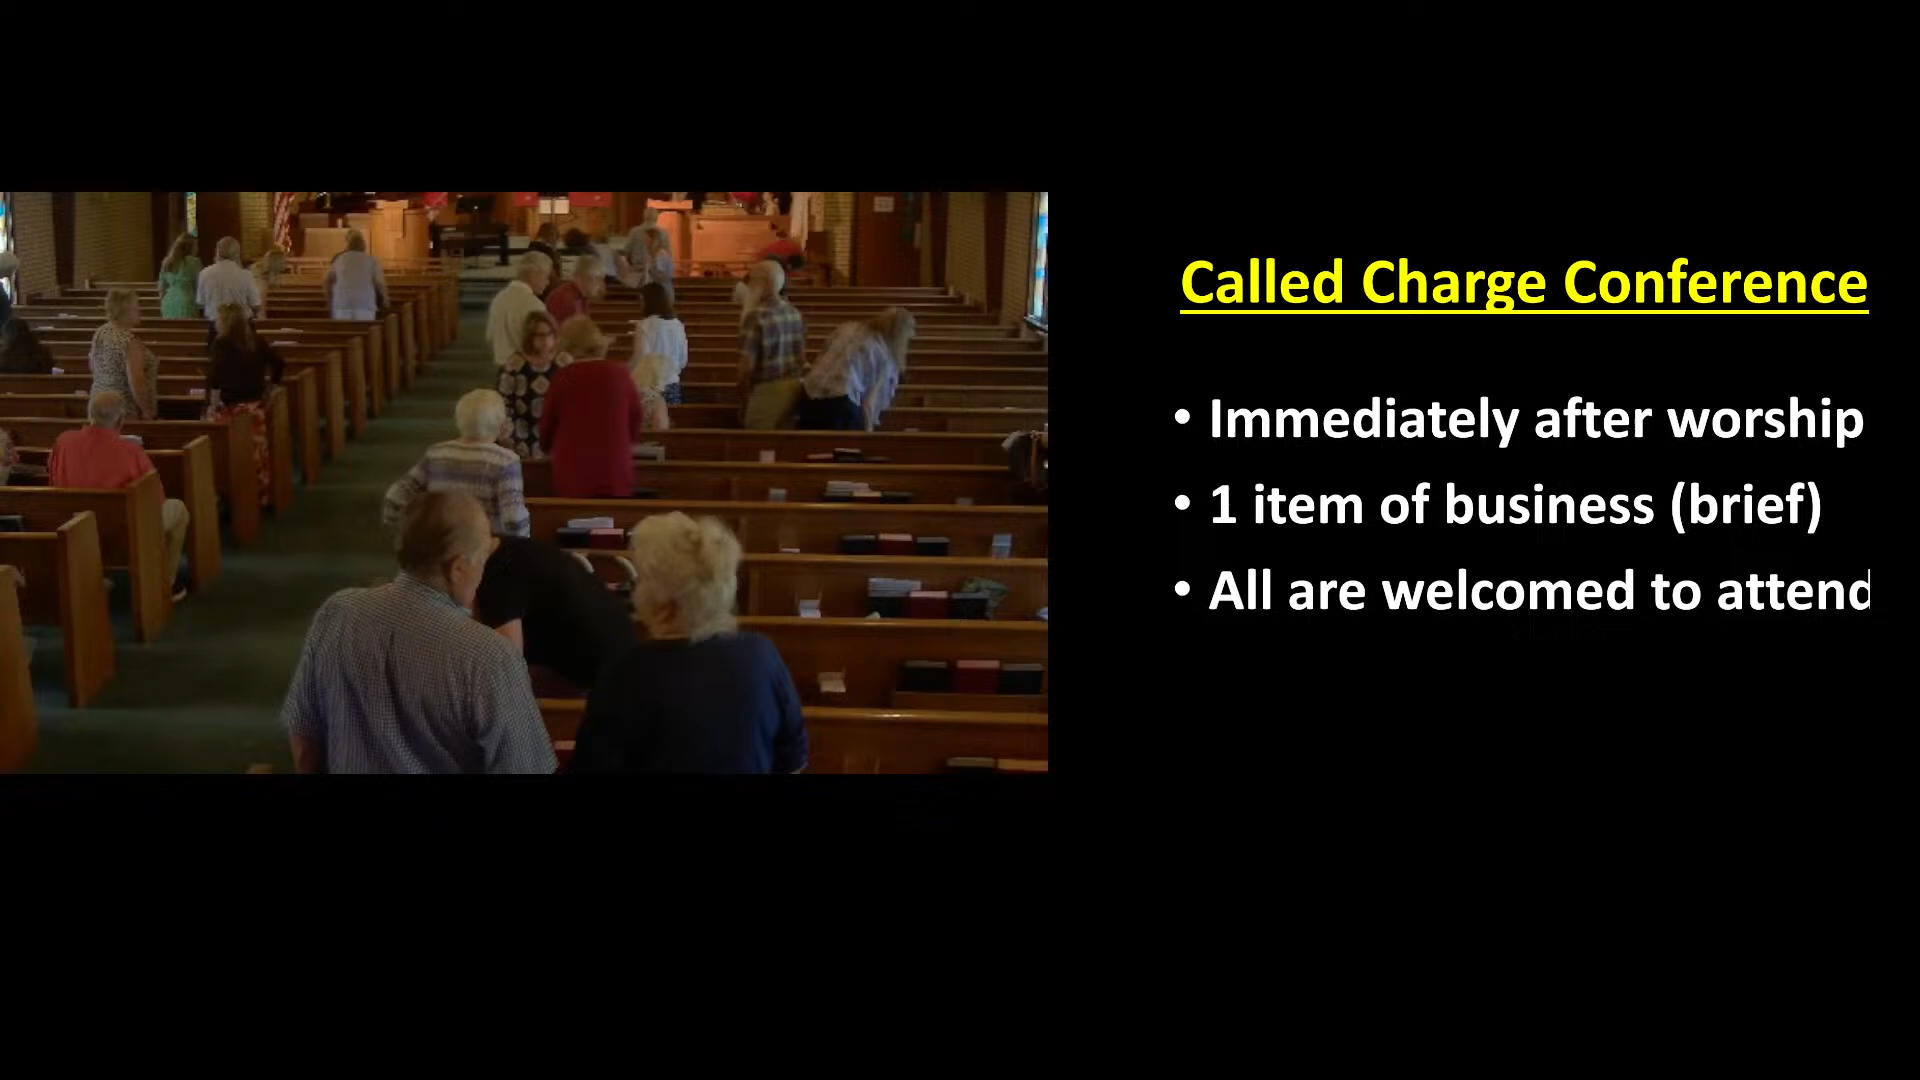 Called Charge Conference
• Immediately after worship
• 1 item of business (brief)
• All are welcomed to attend